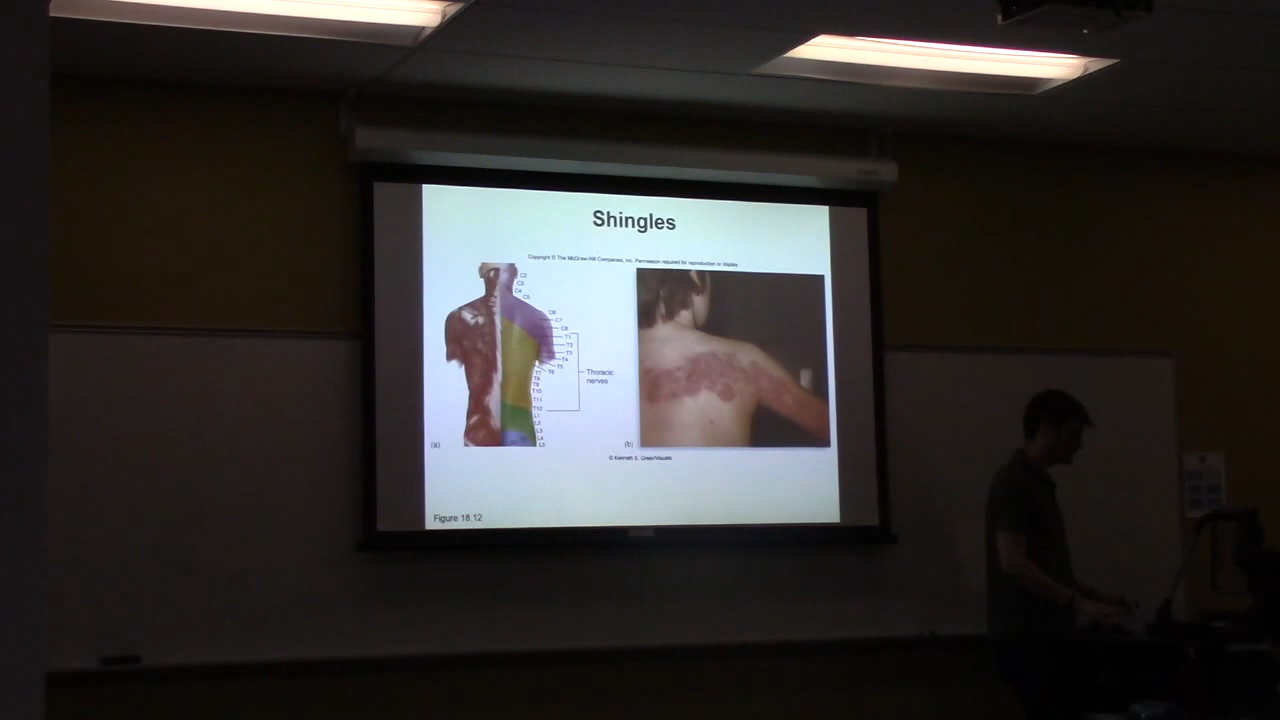 Shingles
Copyright © The McGraw-Hill Companies, Inc. Permission required for reproduction or display.
C2
C3
C4
C5
C6
C7
C8
T1
T2
T3
T4
T5
T6
T7
T8
T9
T10
T11
T12
L1
L2
L3
L4
L5
Thoracic
nerves
(a)
(b)
© Kenneth E. Greer/Visuals
Figure 18.12